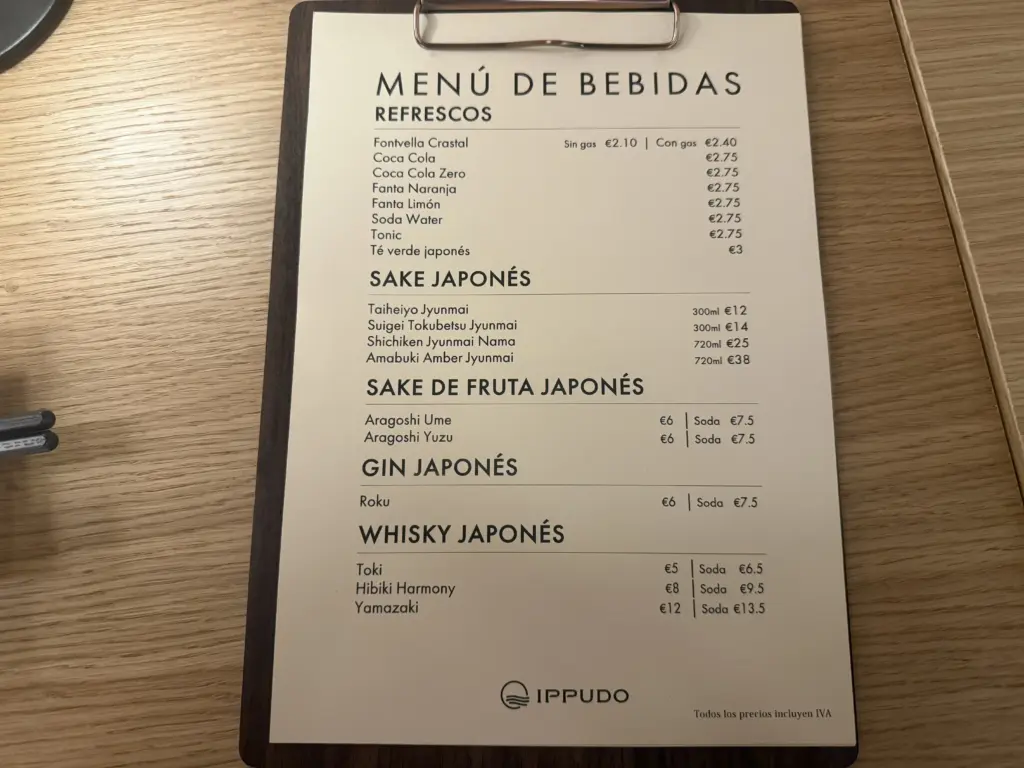 MENÚ DE BEBIDAS
REFRESCOS
Fontvella Crastal Sin gas €2.10 | Con gas €2.40
Coca Cola €2.75
Coca Cola Zero €2.75
Fanta Naranja €2.75
Fanta Limón €2.75
Soda Water €2.75
Tonic €2.75
Té verde japonés €3
SAKE JAPONÉS
Taiheiyo Jyunmai 300ml €12
Suigei Tokubetsu Jyunmai 300ml €14
Shichiken Jyunmai Nama 720ml €25
Amabuki Amber Jyunmai 720ml €38
SAKE DE FRUTA JAPONÉS
Aragoshi Ume €6 | Soda €7.5
Aragoshi Yuzu €6 | Soda €7.5
GIN JAPONÉS
Roku €6 | Soda €7.5
WHISKY JAPONÉS
Toki €5 | Soda €6.5
Hibiki Harmony €8 | Soda €9.5
Yamazaki €12 | Soda €13.5
IPPUDO
Todos los precios incluyen IVA